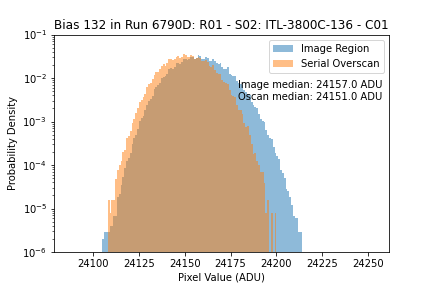 Bias 132 in Run 6790D: R01 - S02: ITL-3800C-136 - C01
Image Region
Serial Overscan
Image median: 24157.0 ADU
Oscan median: 24151.0 ADU
Probability Density
10⁻¹
10⁻²
10⁻³
10⁻⁴
10⁻⁵
10⁻⁶
24100 24125 24150 24175 24200 24225 24250
Pixel Value (ADU)